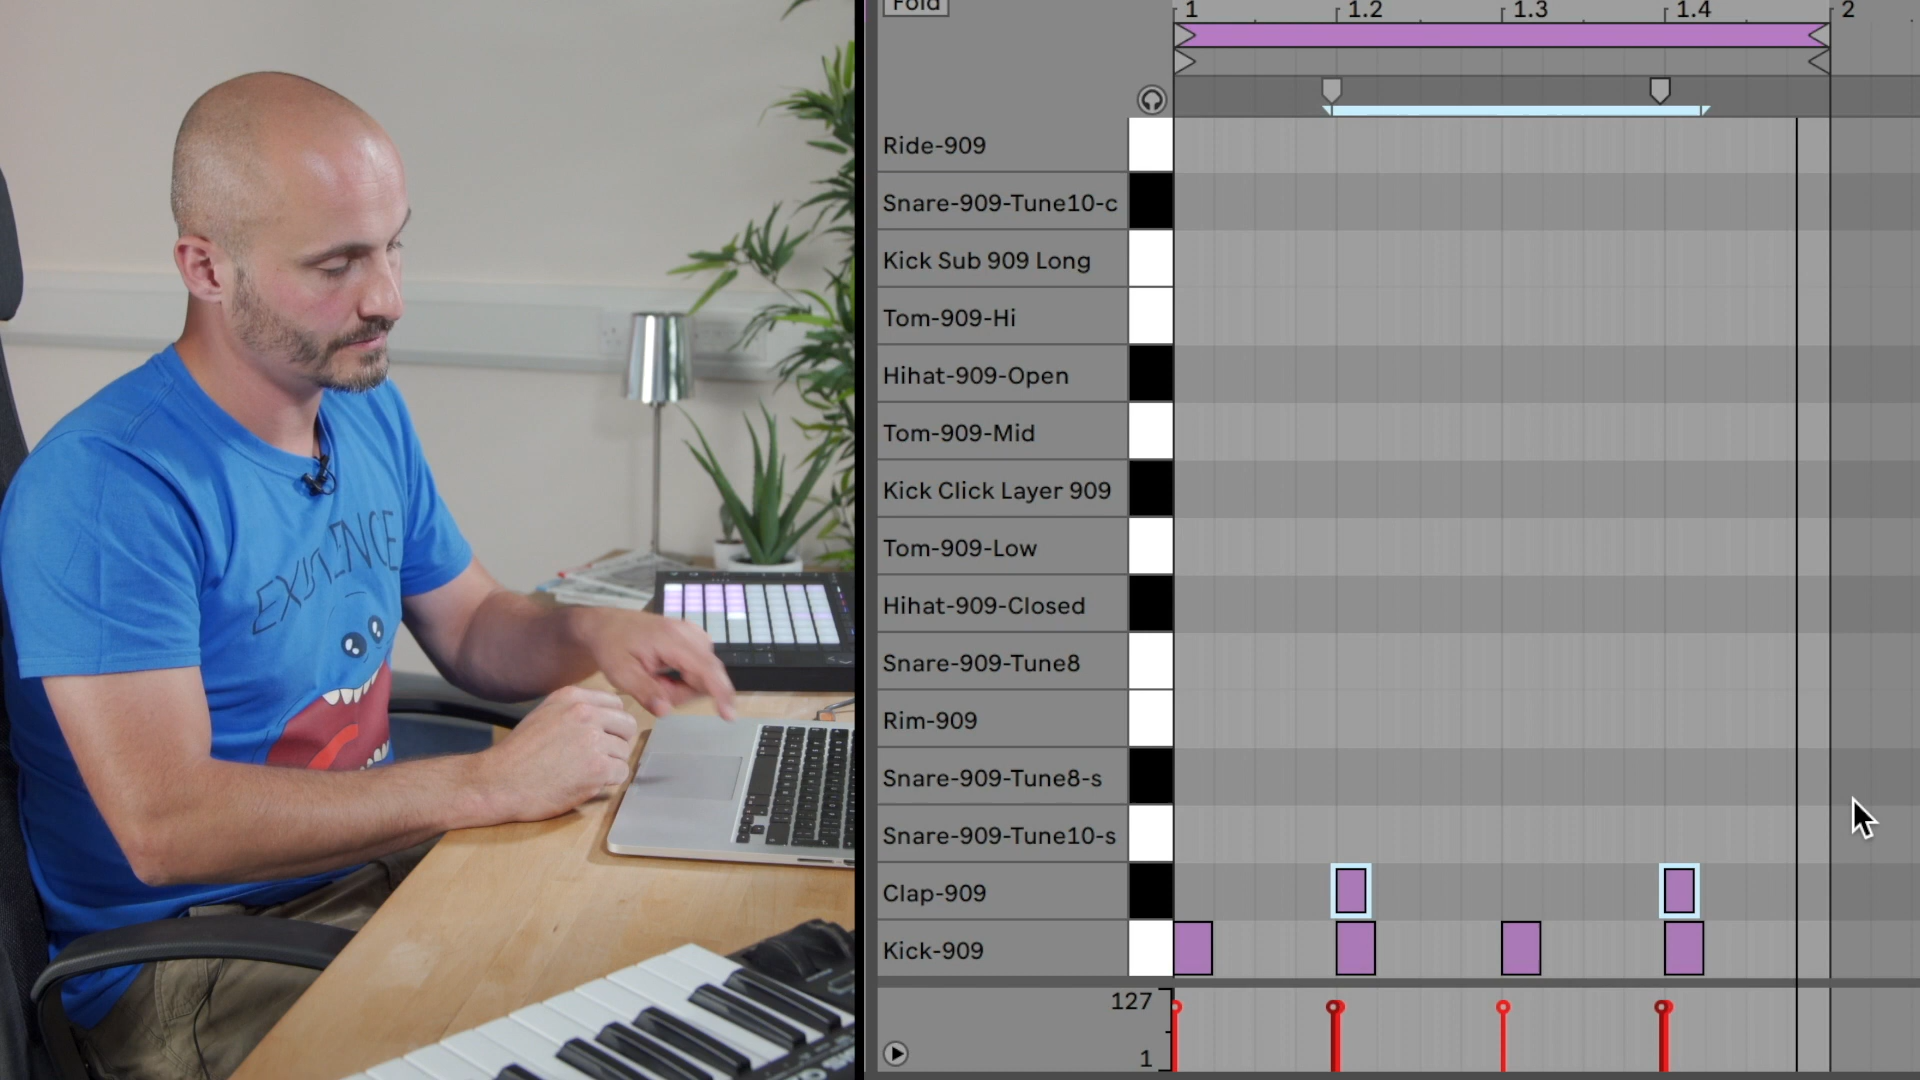 Fold
1 1.2 1.3 1.4 2
Ride-909
Snare-909-Tune10-c
Kick Sub 909 Long
Tom-909-Hi
Hihat-909-Open
Tom-909-Mid
Kick Click Layer 909
Tom-909-Low
Hihat-909-Closed
Snare-909-Tune8
Rim-909
Snare-909-Tune8-s
Snare-909-Tune10-s
Clap-909
Kick-909
127
1
EXISTENCE